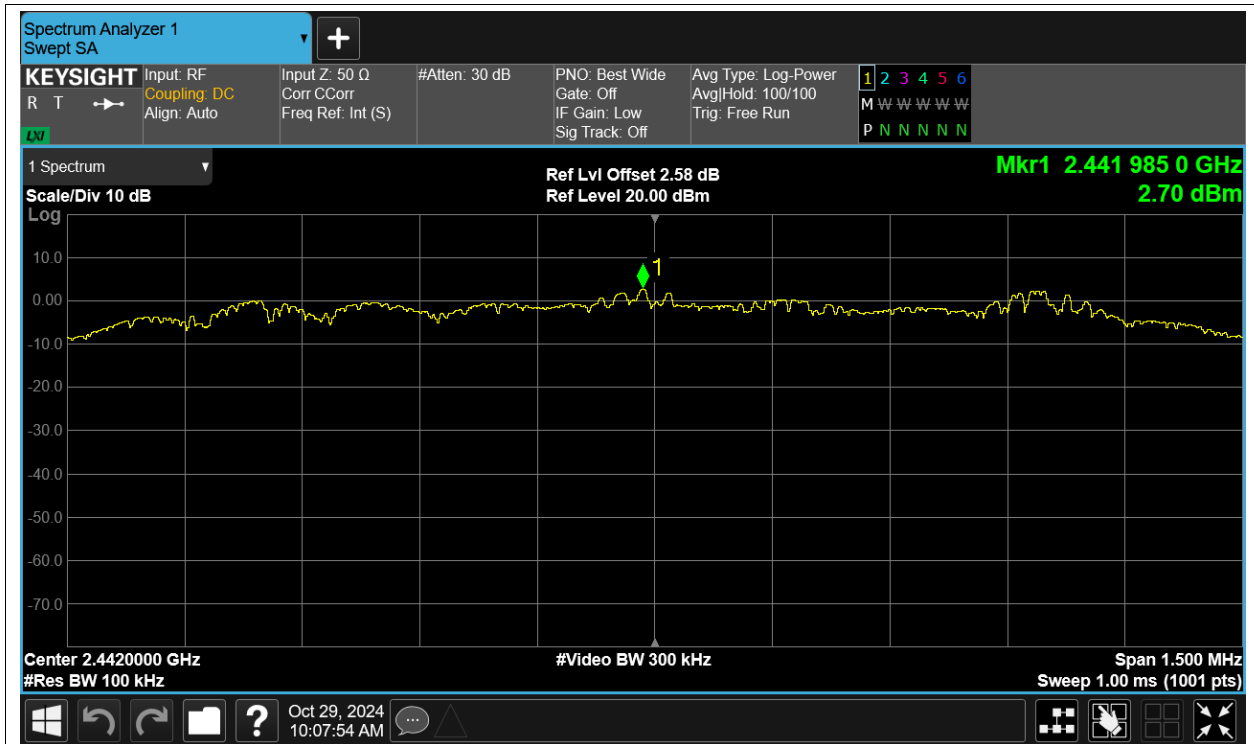 Spectrum Analyzer 1
Swept SA
KEYSIGHT
R T
LXI
Input: RF
Coupling: DC
Align: Auto
Input Z: 50 Ω
Corr CCorr
Freq Ref: Int (S)
#Atten: 30 dB
PNO: Best Wide
Gate: Off
IF Gain: Low
Sig Track: Off
Avg Type: Log-Power
Avg|Hold: 100/100
Trig: Free Run
1 2 3 4 5 6
M W W W W W
P N N N N N
1 Spectrum
Scale/Div 10 dB
Log
Ref Lvl Offset 2.58 dB
Ref Level 20.00 dBm
Mkr1 2.441 985 0 GHz
2.70 dBm
1
10.0
0.00
-10.0
-20.0
-30.0
-40.0
-50.0
-60.0
-70.0
Center 2.4420000 GHz
#Res BW 100 kHz
#Video BW 300 kHz
Span 1.500 MHz
Sweep 1.00 ms (1001 pts)
?
Oct 29, 2024
10:07:54 AM